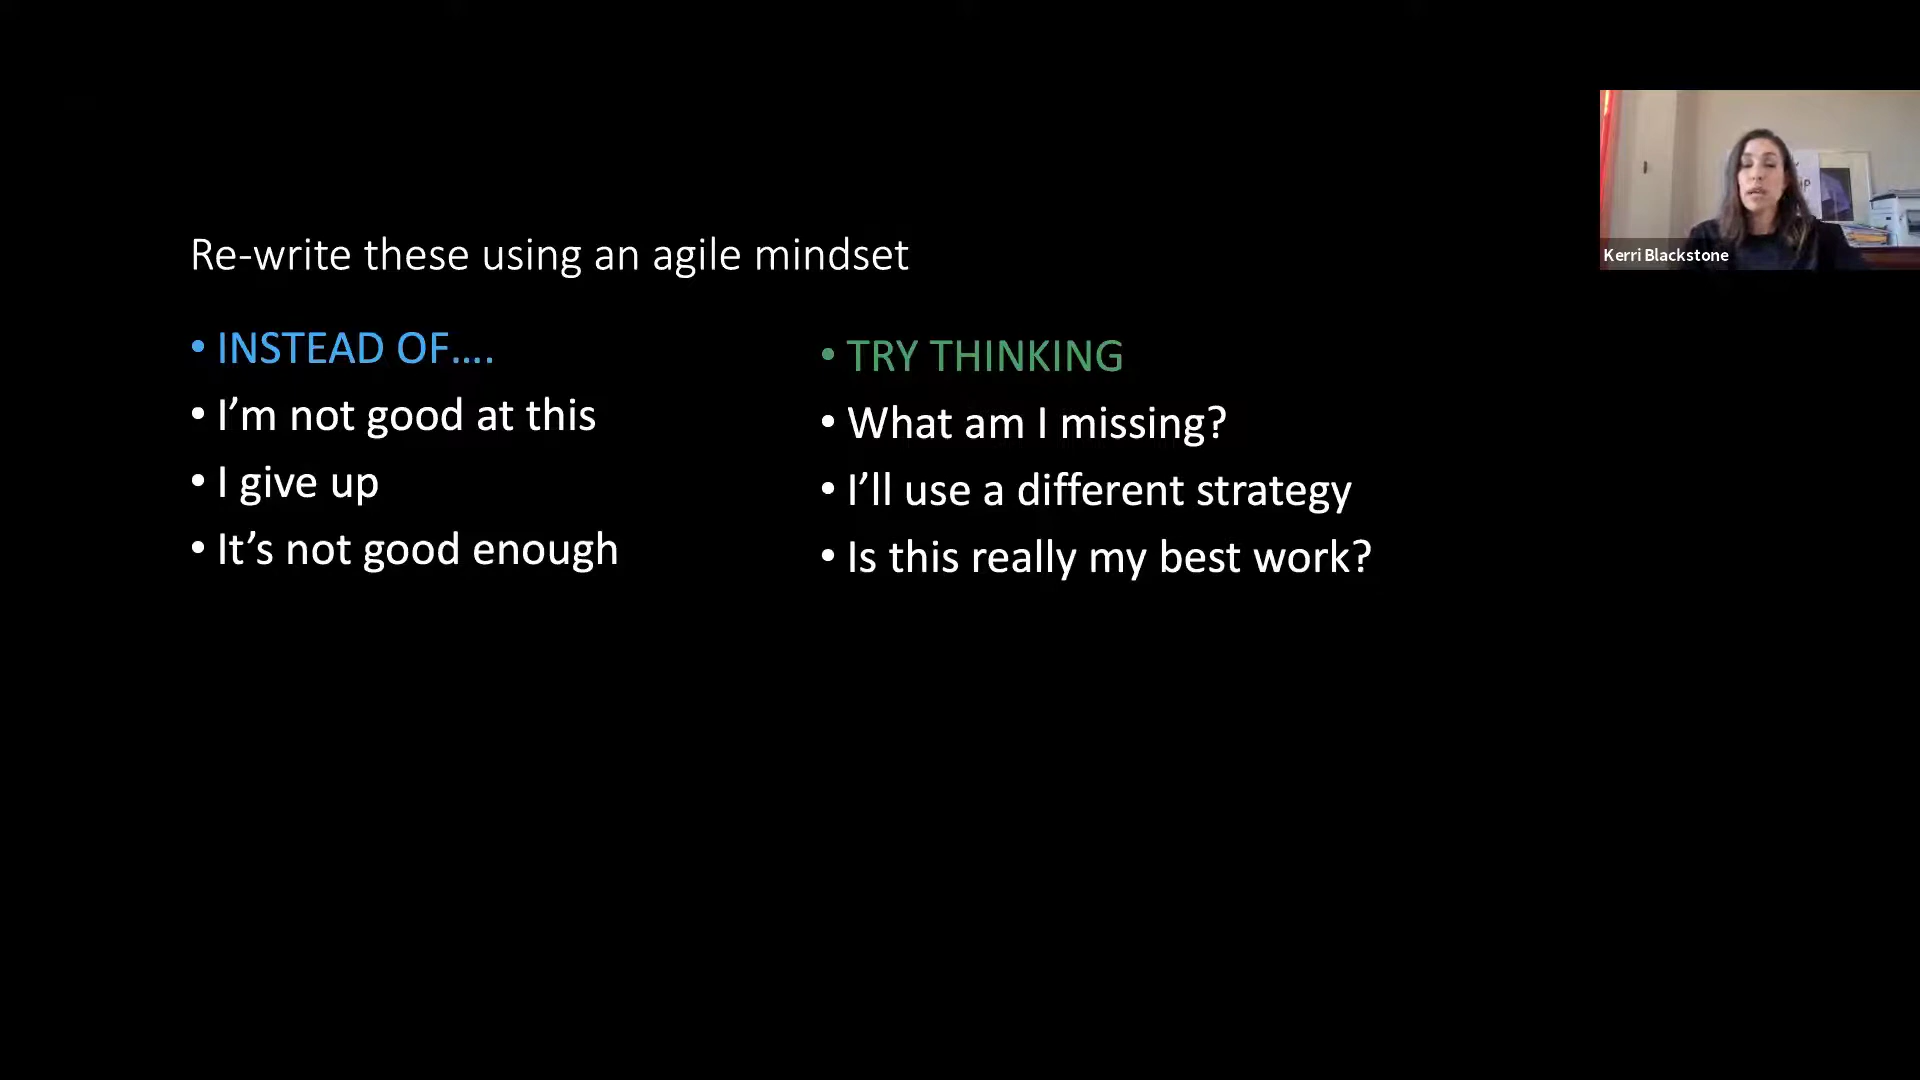 Re-write these using an agile mindset
• INSTEAD OF....
• I’m not good at this
• I give up
• It’s not good enough
• TRY THINKING
• What am I missing?
• I’ll use a different strategy
• Is this really my best work?
Kerri Blackstone